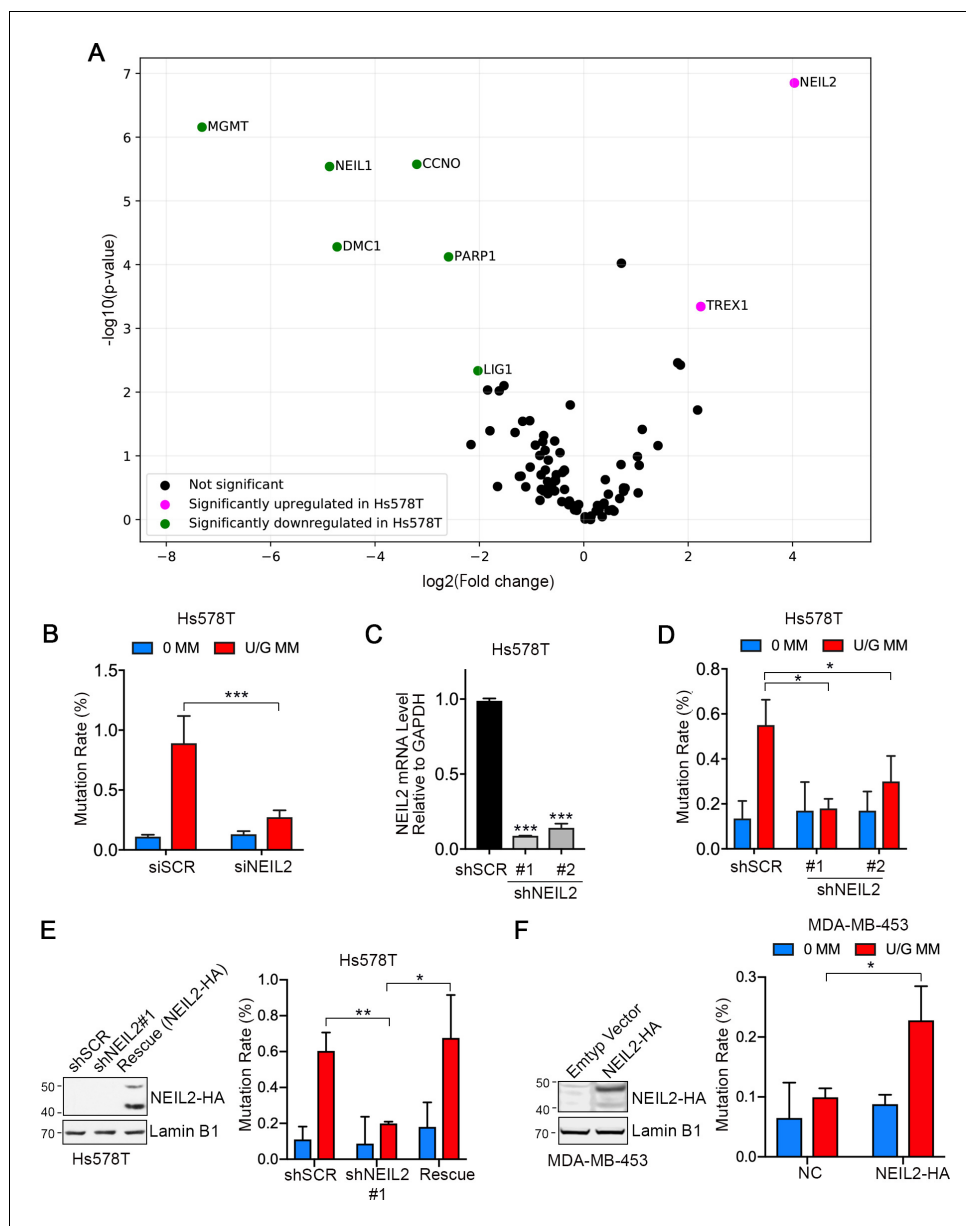 A
7
6
5
4
3
2
1
0
-log10(p-value)
NEIL2
MGMT
NEIL1
CCNO
DMC1
PARP1
TREX1
LIG1
Not significant
Significantly upregulated in Hs578T
Significantly downregulated in Hs578T
−8 −6 −4 −2 0 2 4
log2(Fold change)
B
Hs578T
0 MM U/G MM
Mutation Rate (%)
1.5
1.0
0.5
0.0
***
siSCR siNEIL2
C
Hs578T
NEIL2 mRNA Level
Relative to GAPDH
1.0
0.5
0.0
*** ***
shSCR #1 #2
shNEIL2
D
Hs578T
0 MM U/G MM
Mutation Rate (%)
0.8
0.6
0.4
0.2
0.0
*
*
shSCR #1 #2
shNEIL2
E
shSCR
shNEIL2#1
Rescue (NEIL2-HA)
50
40
NEIL2-HA
70
Lamin B1
Hs578T
Hs578T
Mutation Rate (%)
1.0
0.8
0.6
0.4
0.2
0.0
**
*
shSCR shNEIL2 Rescue
#1
F
Emtyp Vector
NEIL2-HA
50
40
NEIL2-HA
70
Lamin B1
MDA-MB-453
MDA-MB-453
0 MM U/G MM
Mutation Rate (%)
0.3
0.2
0.1
0.0
*
NC NEIL2-HA